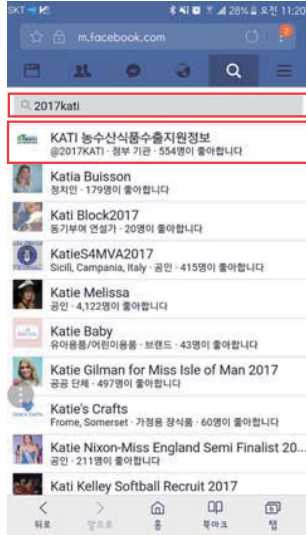 SKT
28% 오전 11:20
m.facebook.com
2017kati
KATI 농수산식품수출지원정보
@2017KATI · 정부 기관 · 554명이 좋아합니다
Katia Buisson
정치인 · 179명이 좋아합니다
Kati Block2017
동기부여 연설가 · 20명이 좋아합니다
KatieS4MVA2017
Sicili, Campania, Italy · 공인 · 415명이 좋아합니다
Katie Melissa
공인 · 4,122명이 좋아합니다
Katie Baby
유아용품/어린이용품 · 브랜드 · 43명이 좋아합니다
Katie Gilman for Miss Isle of Man 2017
공공 단체 · 497명이 좋아합니다
Katie's Crafts
Frome, Somerset · 가정용 장식품 · 60명이 좋아합니다
Katie Nixon-Miss England Semi Finalist 20...
공인 · 211명이 좋아합니다
Kati Kelley Softball Recruit 2017
뒤로 앞으로 홈 북마크 탭